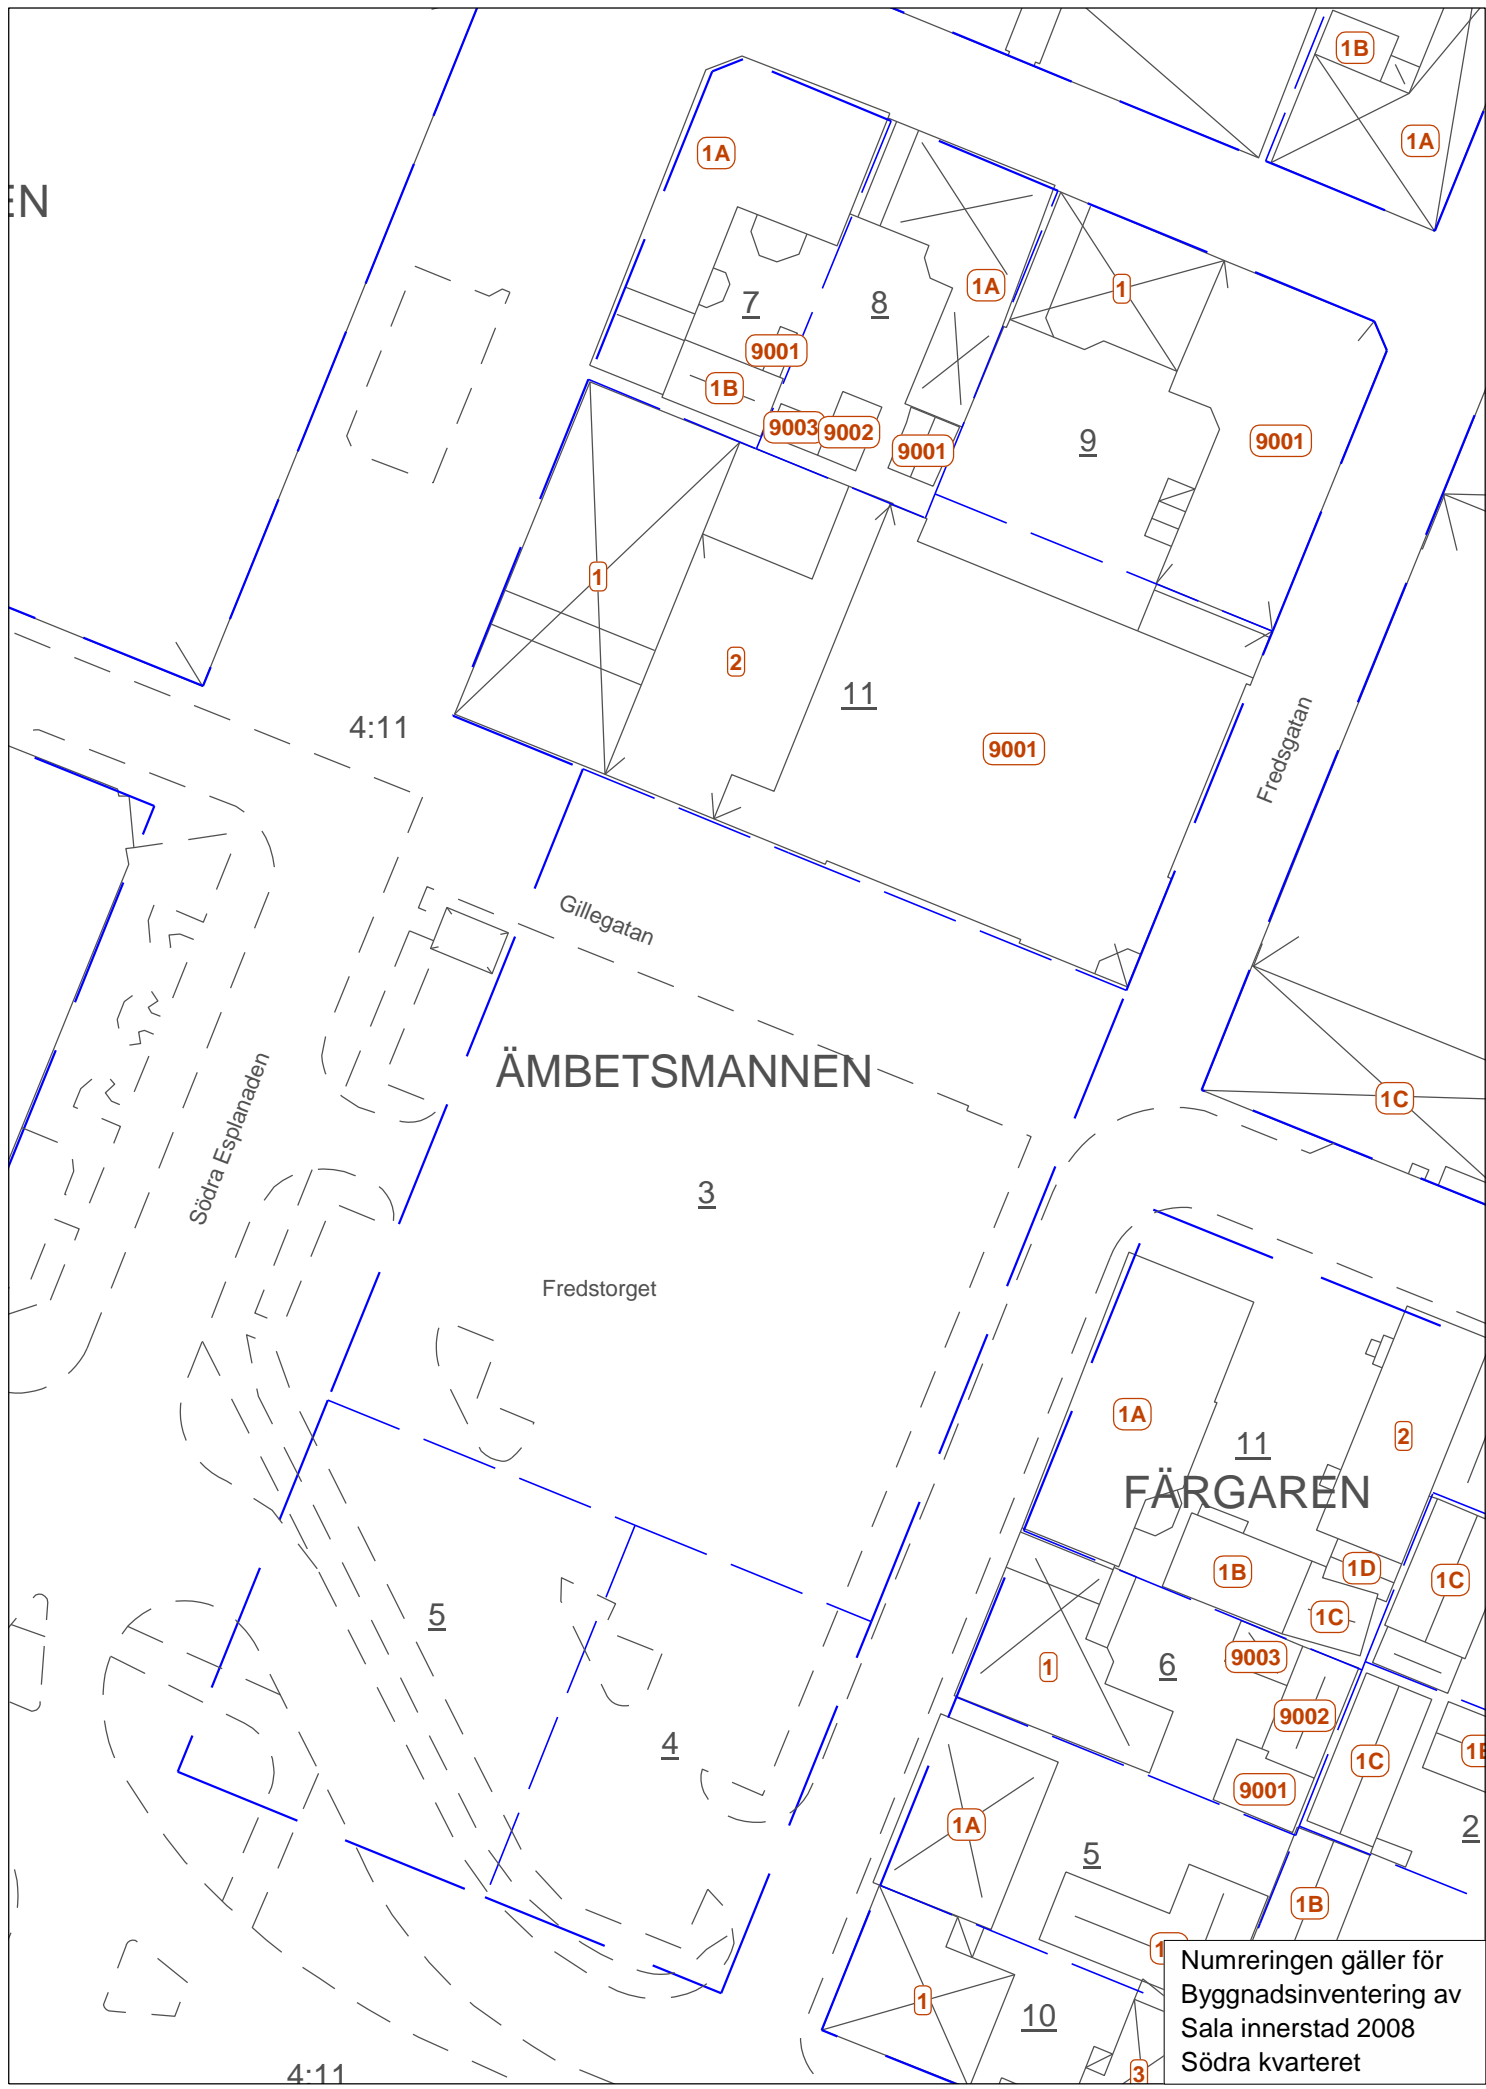 1B
1A
1A
EN
1A
1
7
8
9001
1B
9003
9002
9001
9
9001
1
2
11
9001
4:11
Fredsgatan
Gillegatan
ÄMBETSMANNEN
1C
Södra Esplanaden
3
Fredstorget
1A
11
2
FÄRGAREN
1B
1D
1C
1C
5
1
6
9003
9002
4
9001
1C
1A
5
2
1B
1
10
3
4:11
Numreringen gäller för
Byggnadsinventering av
Sala innerstad 2008
Södra kvarteret